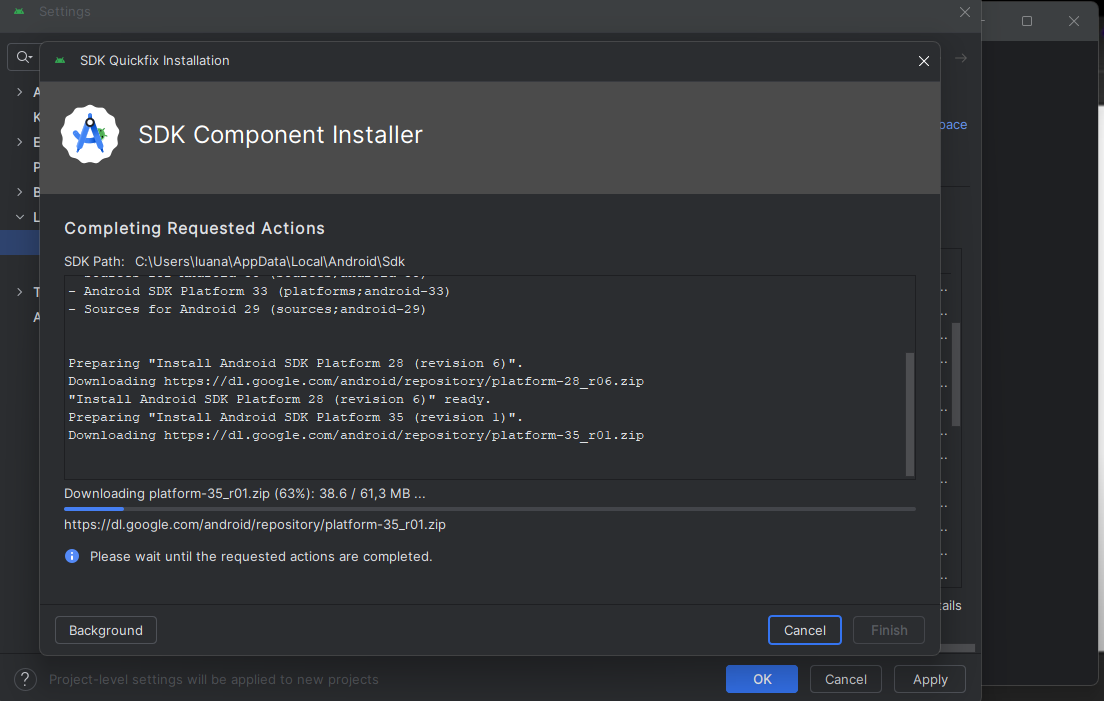 Settings
SDK Quickfix Installation
SDK Component Installer
pace
A
K
E
P
B
L
T
A
Completing Requested Actions
SDK Path: C:\Users\luana\AppData\Local\Android\Sdk
- Android SDK Platform 33 (platforms;android-33)
- Sources for Android 29 (sources;android-29)
Preparing "Install Android SDK Platform 28 (revision 6)".
Downloading https://dl.google.com/android/repository/platform-28_r06.zip
"Install Android SDK Platform 28 (revision 6)" ready.
Preparing "Install Android SDK Platform 35 (revision 1)".
Downloading https://dl.google.com/android/repository/platform-35_r01.zip
Downloading platform-35_r01.zip (63%): 38.6 / 61,3 MB ...
https://dl.google.com/android/repository/platform-35_r01.zip
Please wait until the requested actions are completed.
tails
Background Cancel Finish
? Project-level settings will be applied to new projects OK Cancel Apply